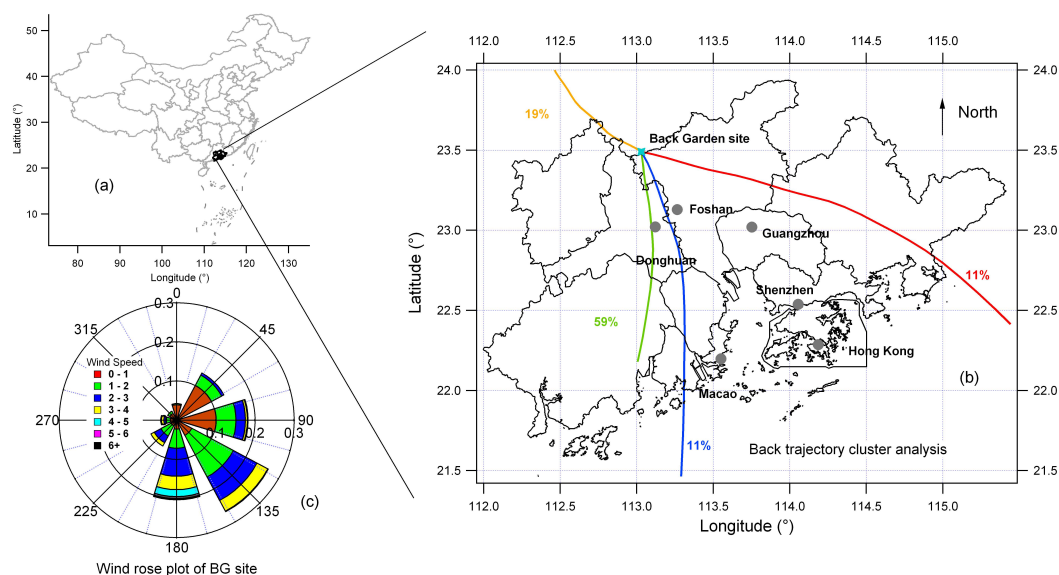 50
40
30
20
10
Latitude (°)
(a)
80 90 100 110 120 130
Longitude (°)
0
0.3
0.2
0.1
315
45
Wind Speed
0 - 1
1 - 2
2 - 3
3 - 4
4 - 5
5 - 6
6+
270
0.1 0.2 0.3
90
225
135
180
(c)
Wind rose plot of BG site
112.0 112.5 113.0 113.5 114.0 114.5 115.0
24.0 24.0
23.5 23.5
23.0 23.0
22.5 22.5
22.0 22.0
21.5 21.5
Latitude (°)
19%
Back Garden site
North
Foshan
Guangzhou
Donghuan
Shenzhen
11%
59%
Hong Kong
Macao
(b)
11%
Back trajectory cluster analysis
112.0 112.5 113.0 113.5 114.0 114.5 115.0
Longitude (°)